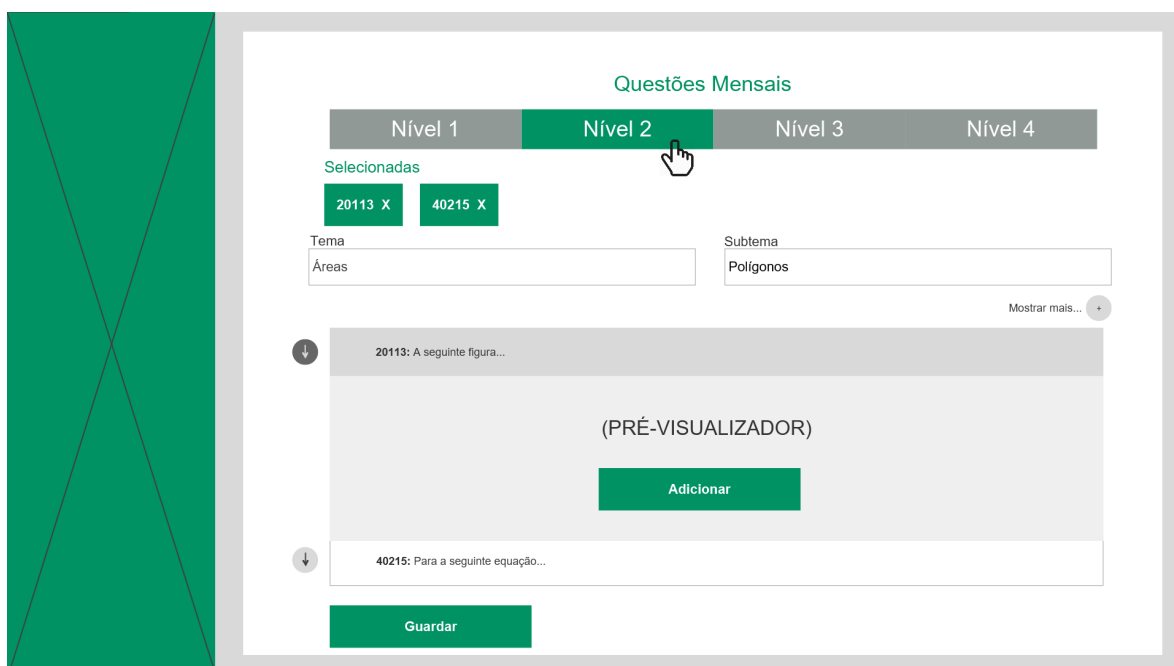 Questões Mensais
Nível 1 Nível 2 Nível 3 Nível 4
Selecionadas
20113 X 40215 X
Tema Subtema
Áreas Polígonos
Mostrar mais... +
20113: A seguinte figura...
(PRÉ-VISUALIZADOR)
Adicionar
40215: Para a seguinte equação...
Guardar